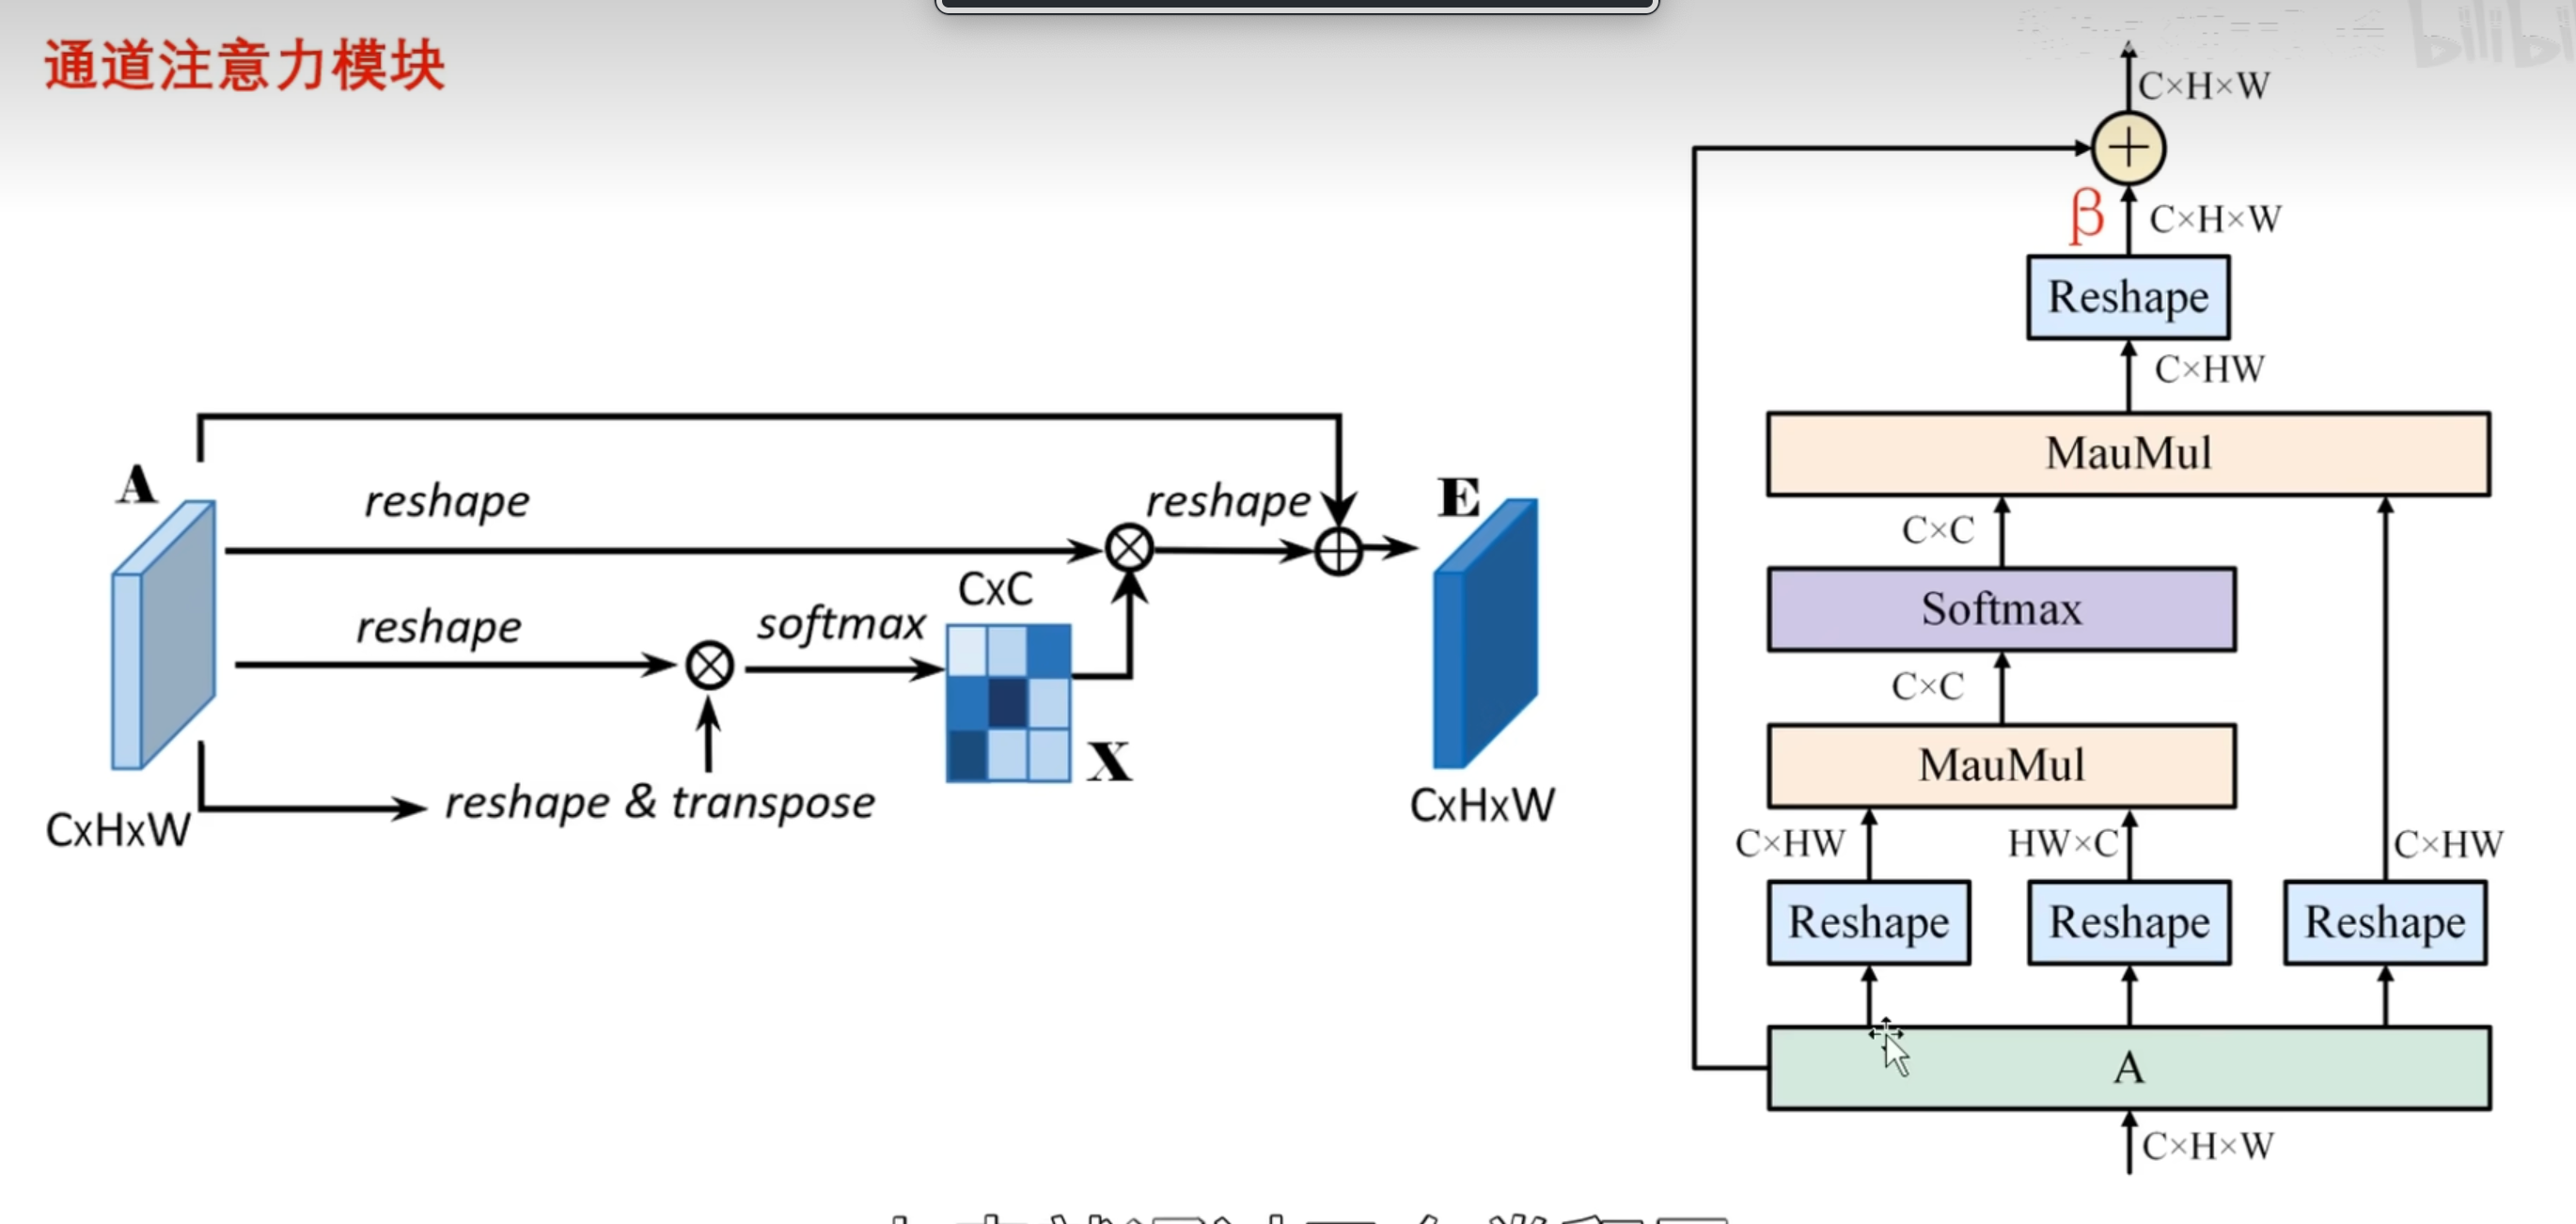 通道注意力模块
A
reshape
reshape
reshape
softmax
CxC
X
E
reshape & transpose
CxHxW
CxHxW
C×H×W
β
C×H×W
Reshape
C×HW
MauMul
C×C
Softmax
C×C
MauMul
C×HW
HW×C
C×HW
Reshape
Reshape
Reshape
A
C×H×W
bilibili